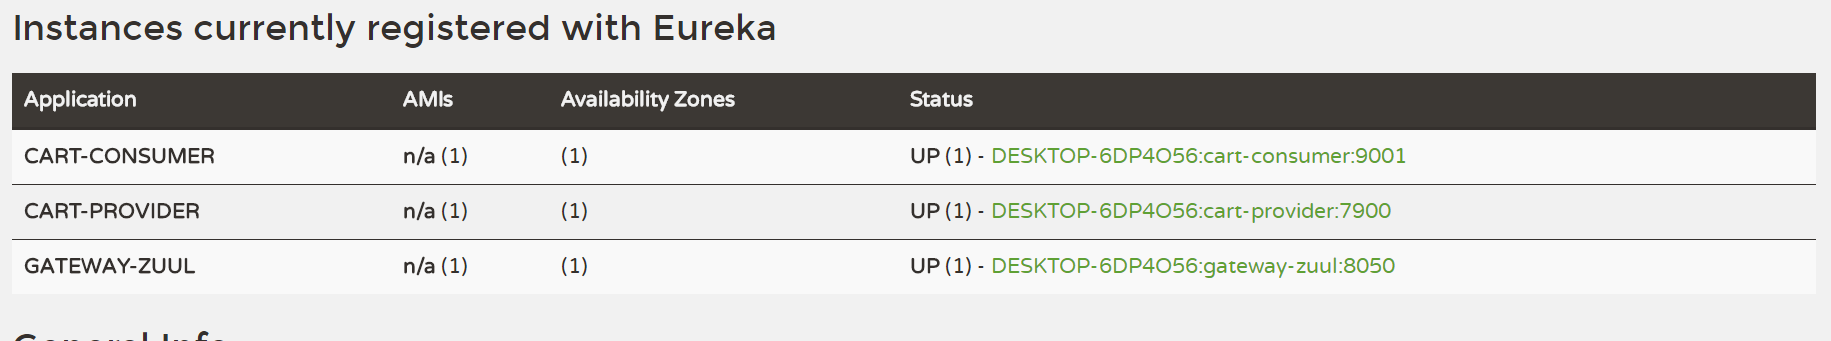 Instances currently registered with Eureka
Application AMIs Availability Zones Status
CART-CONSUMER n/a (1) (1) UP (1) - DESKTOP-6DP4O56:cart-consumer:9001
CART-PROVIDER n/a (1) (1) UP (1) - DESKTOP-6DP4O56:cart-provider:7900
GATEWAY-ZUUL n/a (1) (1) UP (1) - DESKTOP-6DP4O56:gateway-zuul:8050
General Info